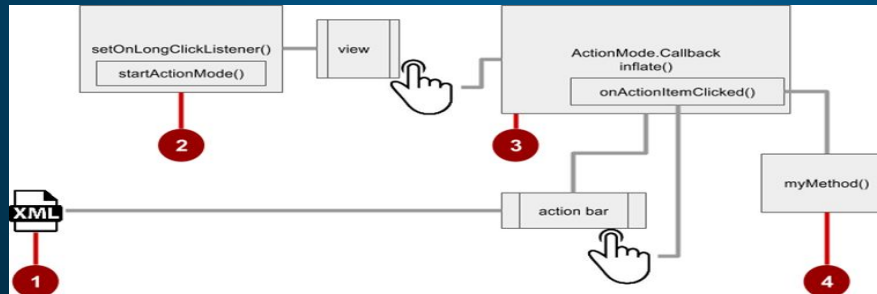 setOnLongClickListener()
startActionMode()
view
ActionMode.Callback
inflate()
onActionItemClicked()
2
3
myMethod()
XML
action bar
1
4